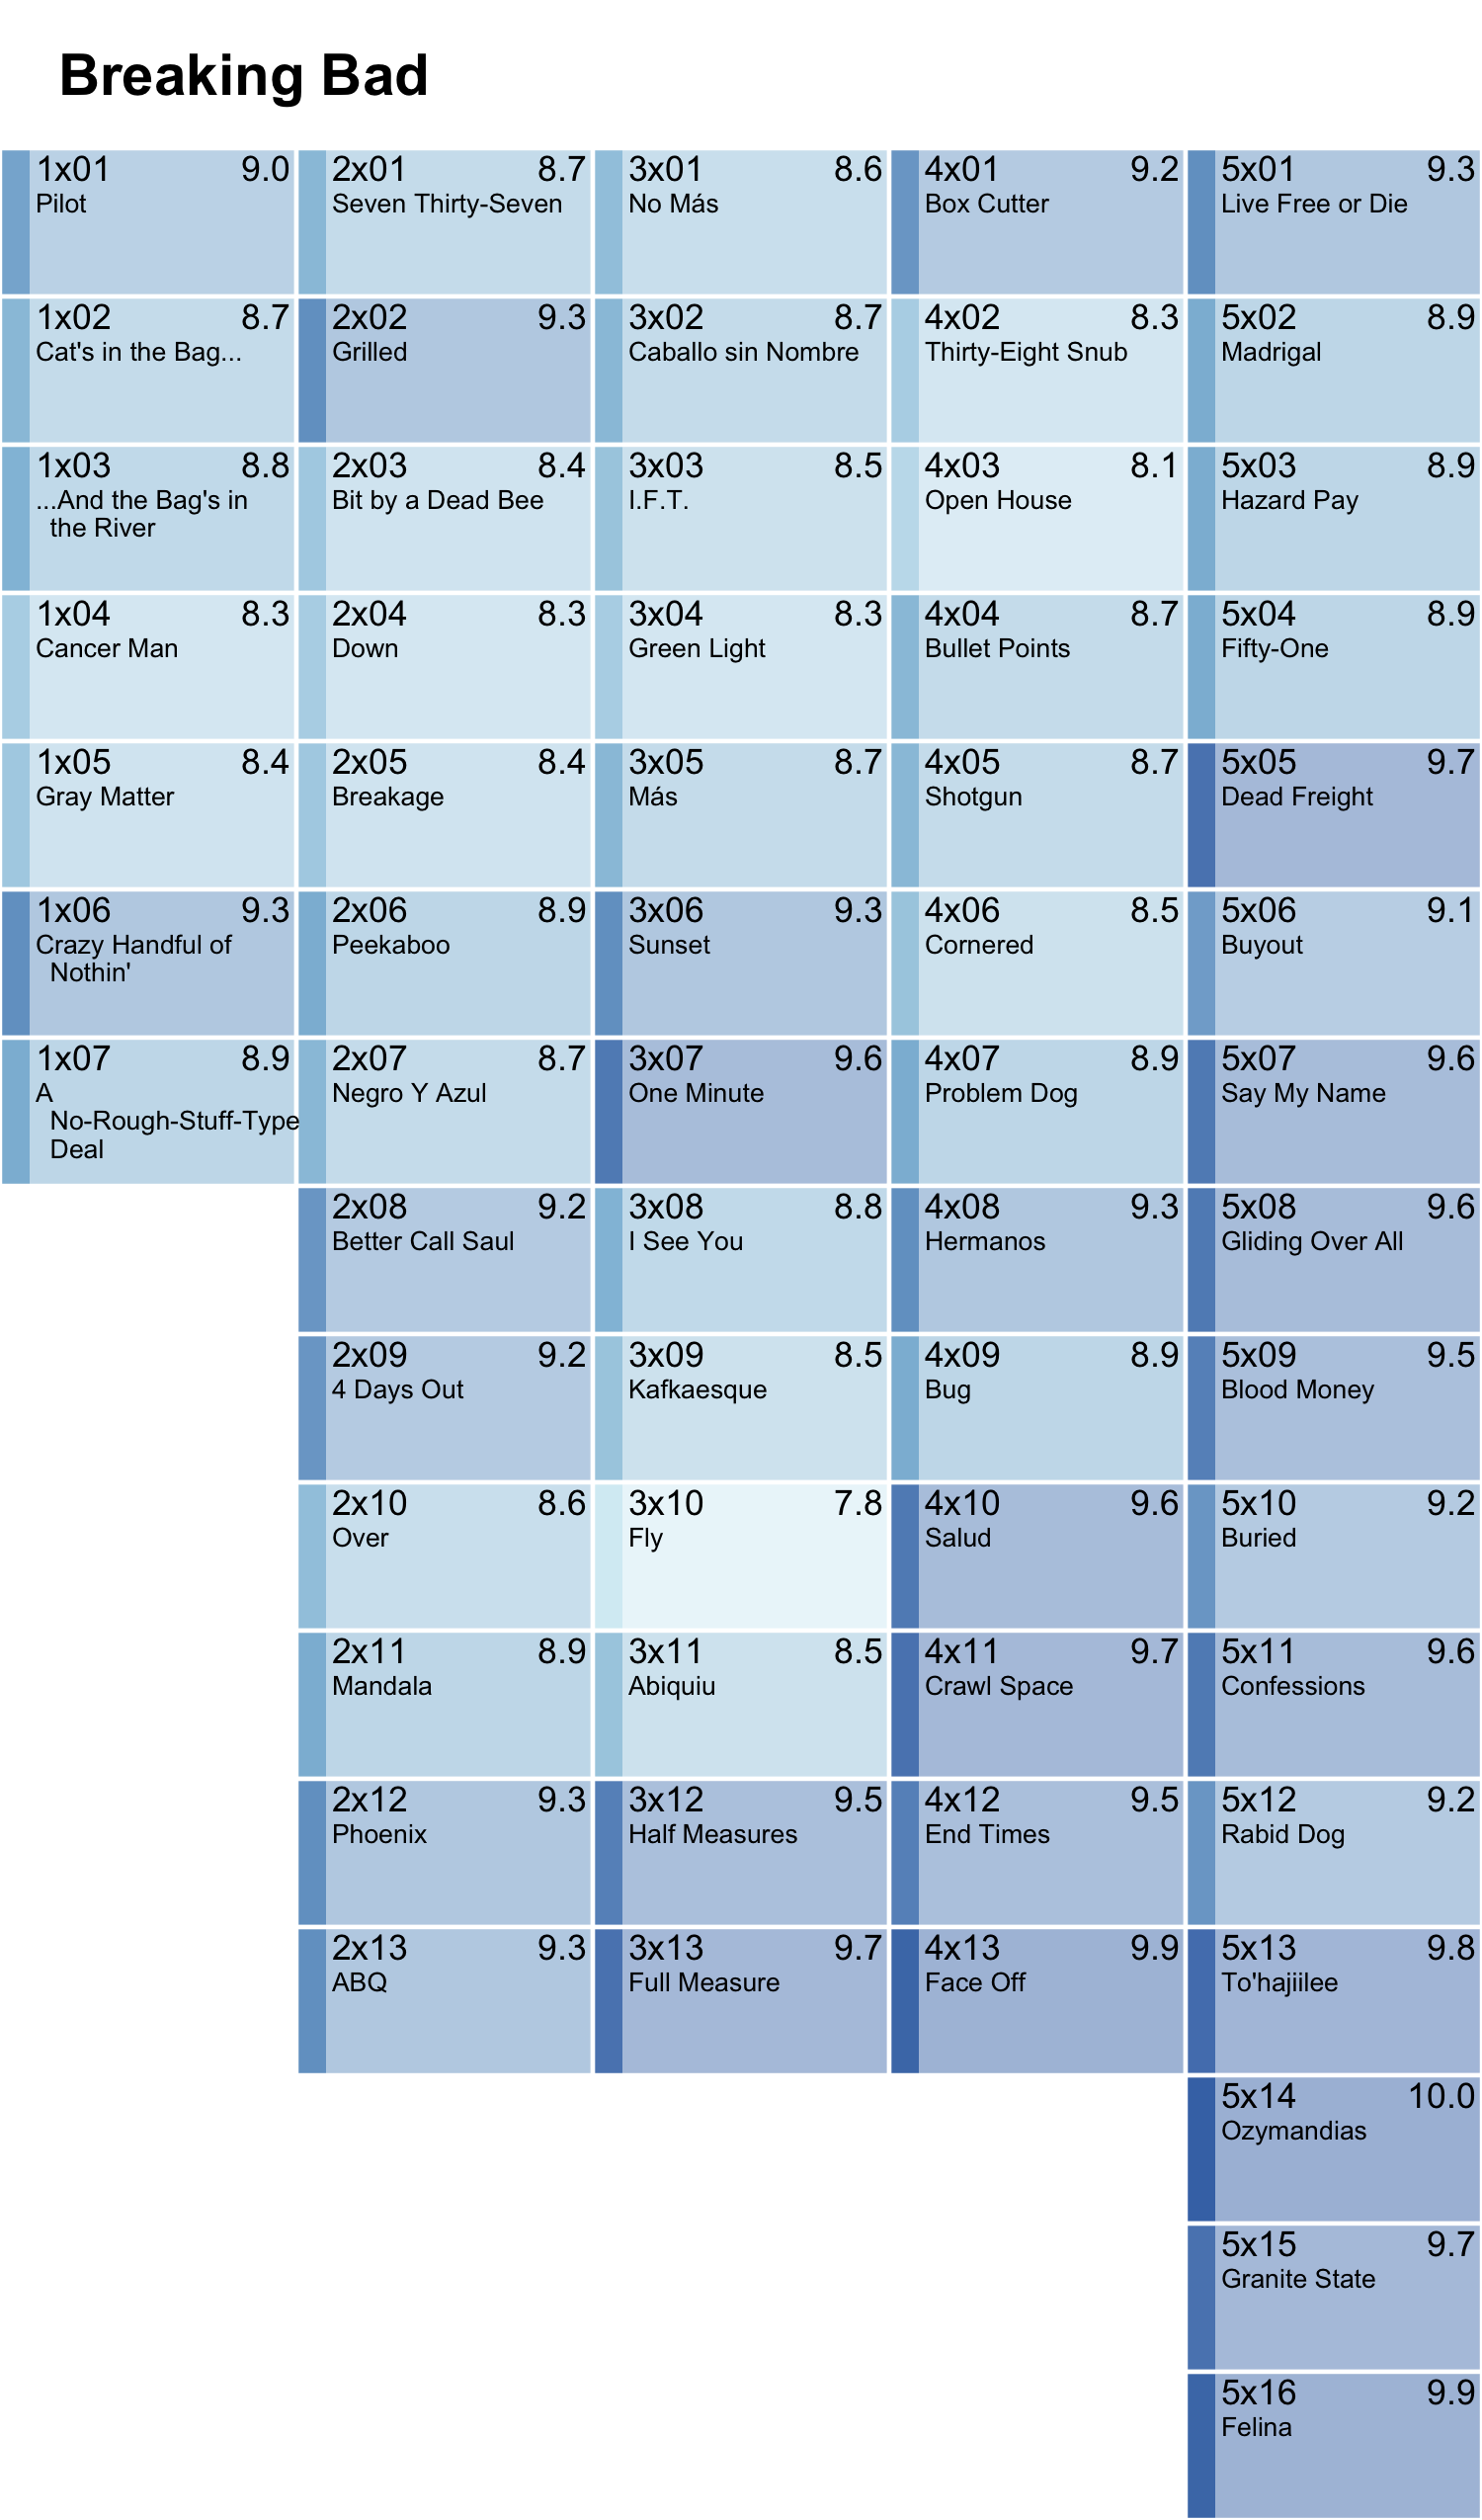 Breaking Bad
1x01 9.0
Pilot
1x02 8.7
Cat's in the Bag...
1x03 8.8
...And the Bag's in
the River
1x04 8.3
Cancer Man
1x05 8.4
Gray Matter
1x06 9.3
Crazy Handful of
Nothin'
1x07 8.9
A
No-Rough-Stuff-Type
Deal
2x01 8.7
Seven Thirty-Seven
2x02 9.3
Grilled
2x03 8.4
Bit by a Dead Bee
2x04 8.3
Down
2x05 8.4
Breakage
2x06 8.9
Peekaboo
2x07 8.7
Negro Y Azul
2x08 9.2
Better Call Saul
2x09 9.2
4 Days Out
2x10 8.6
Over
2x11 8.9
Mandala
2x12 9.3
Phoenix
2x13 9.3
ABQ
3x01 8.6
No Más
3x02 8.7
Caballo sin Nombre
3x03 8.5
I.F.T.
3x04 8.3
Green Light
3x05 8.7
Más
3x06 9.3
Sunset
3x07 9.6
One Minute
3x08 8.8
I See You
3x09 8.5
Kafkaesque
3x10 7.8
Fly
3x11 8.5
Abiquiu
3x12 9.5
Half Measures
3x13 9.7
Full Measure
4x01 9.2
Box Cutter
4x02 8.3
Thirty-Eight Snub
4x03 8.1
Open House
4x04 8.7
Bullet Points
4x05 8.7
Shotgun
4x06 8.5
Cornered
4x07 8.9
Problem Dog
4x08 9.3
Hermanos
4x09 8.9
Bug
4x10 9.6
Salud
4x11 9.7
Crawl Space
4x12 9.5
End Times
4x13 9.9
Face Off
5x01 9.3
Live Free or Die
5x02 8.9
Madrigal
5x03 8.9
Hazard Pay
5x04 8.9
Fifty-One
5x05 9.7
Dead Freight
5x06 9.1
Buyout
5x07 9.6
Say My Name
5x08 9.6
Gliding Over All
5x09 9.5
Blood Money
5x10 9.2
Buried
5x11 9.6
Confessions
5x12 9.2
Rabid Dog
5x13 9.8
To'hajiilee
5x14 10.0
Ozymandias
5x15 9.7
Granite State
5x16 9.9
Felina